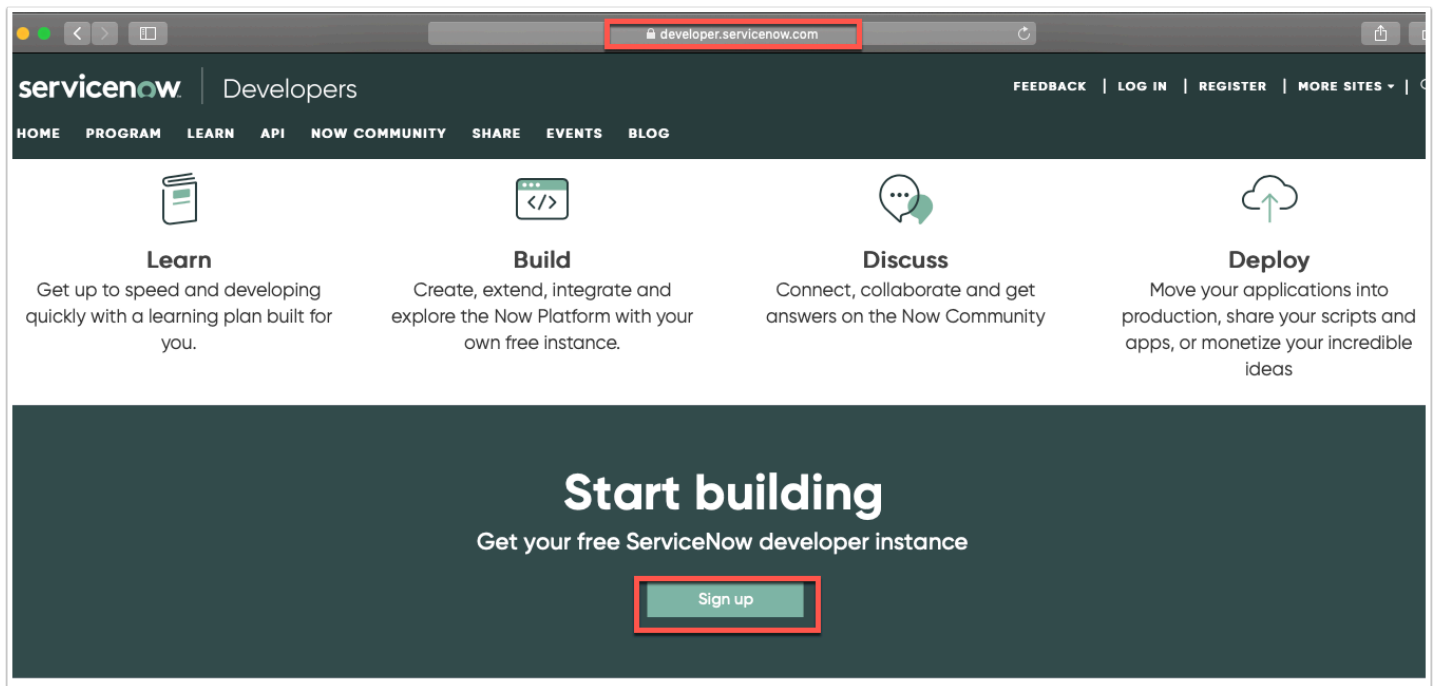 developer.servicenow.com
servicenow. Developers
FEEDBACK | LOG IN | REGISTER | MORE SITES |
HOME PROGRAM LEARN API NOW COMMUNITY SHARE EVENTS BLOG
</>
Learn
Get up to speed and developing
quickly with a learning plan built for
you.
Build
Create, extend, integrate and
explore the Now Platform with your
own free instance.
Discuss
Connect, collaborate and get
answers on the Now Community
Deploy
Move your applications into
production, share your scripts and
apps, or monetize your incredible
ideas
Start building
Get your free ServiceNow developer instance
Sign up